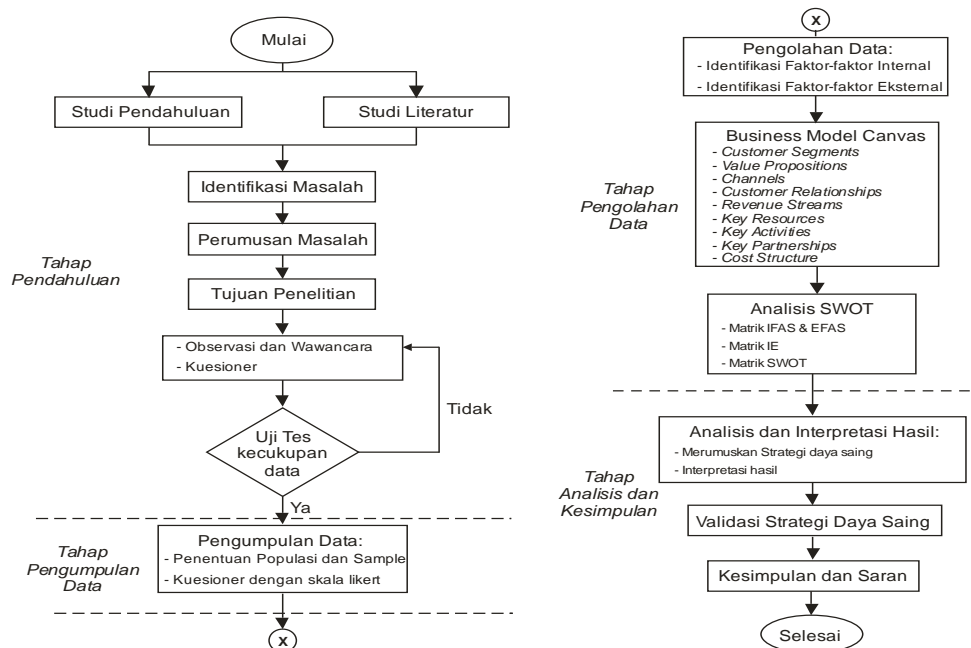 Mulai
Studi Pendahuluan
Studi Literatur
Identifikasi Masalah
Perumusan Masalah
Tahap
Pendahuluan
Tujuan Penelitian
- Observasi dan Wawancara
- Kuesioner
Tidak
Uji Tes
kecukupan
data
Ya
Tahap
Pengumpulan
Data
Pengumpulan Data:
- Penentuan Populasi dan Sample
- Kuesioner dengan skala likert
x
x
Pengolahan Data:
- Identifikasi Faktor-faktor Internal
- Identifikasi Faktor-faktor Eksternal
Tahap
Pengolahan
Data
Business Model Canvas
- Customer Segments
- Value Propositions
- Channels
- Customer Relationships
- Revenue Streams
- Key Resources
- Key Activities
- Key Partnerships
- Cost Structure
Analisis SWOT
- Matrik IFAS & EFAS
- Matrik IE
- Matrik SWOT
Tahap
Analisis dan
Kesimpulan
Analisis dan Interpretasi Hasil:
- Merumuskan Strategi daya saing
- Interpretasi hasil
Validasi Strategi Daya Saing
Kesimpulan dan Saran
Selesai